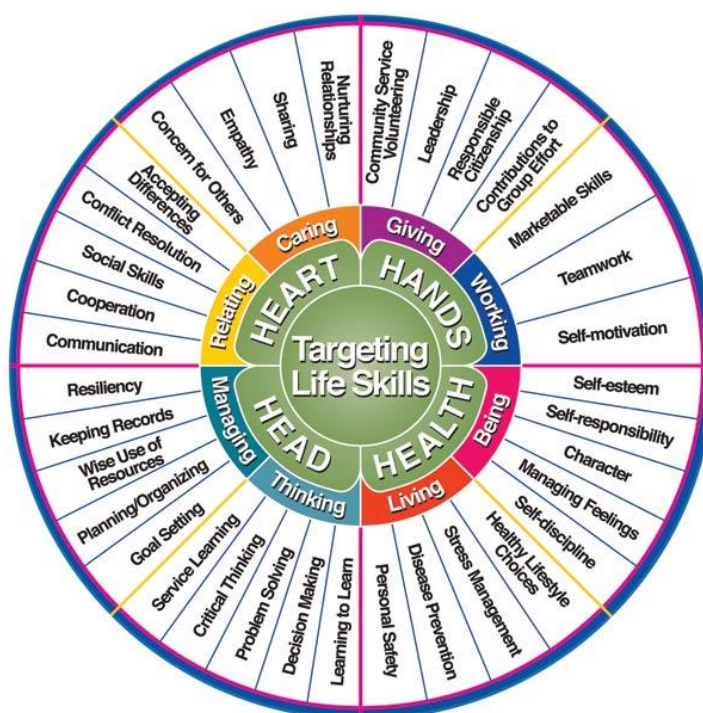 Targeting
Life Skills
HEART
HANDS
HEALTH
HEAD
Caring
Giving
Working
Being
Living
Thinking
Managing
Relating
Nurturing
Relationships
Sharing
Empathy
Concern for Others
Community Service
Volunteering
Leadership
Responsible
Citizenship
Contributions to
Group Effort
Marketable Skills
Teamwork
Self-motivation
Self-esteem
Self-responsibility
Character
Managing Feelings
Self-discipline
Healthy Lifestyle
Choices
Stress Management
Disease Prevention
Personal Safety
Learning to Learn
Decision Making
Problem Solving
Critical Thinking
Service Learning
Goal Setting
Planning/Organizing
Wise Use of
Resources
Keeping Records
Resiliency
Communication
Cooperation
Social Skills
Conflict Resolution
Accepting
Differences